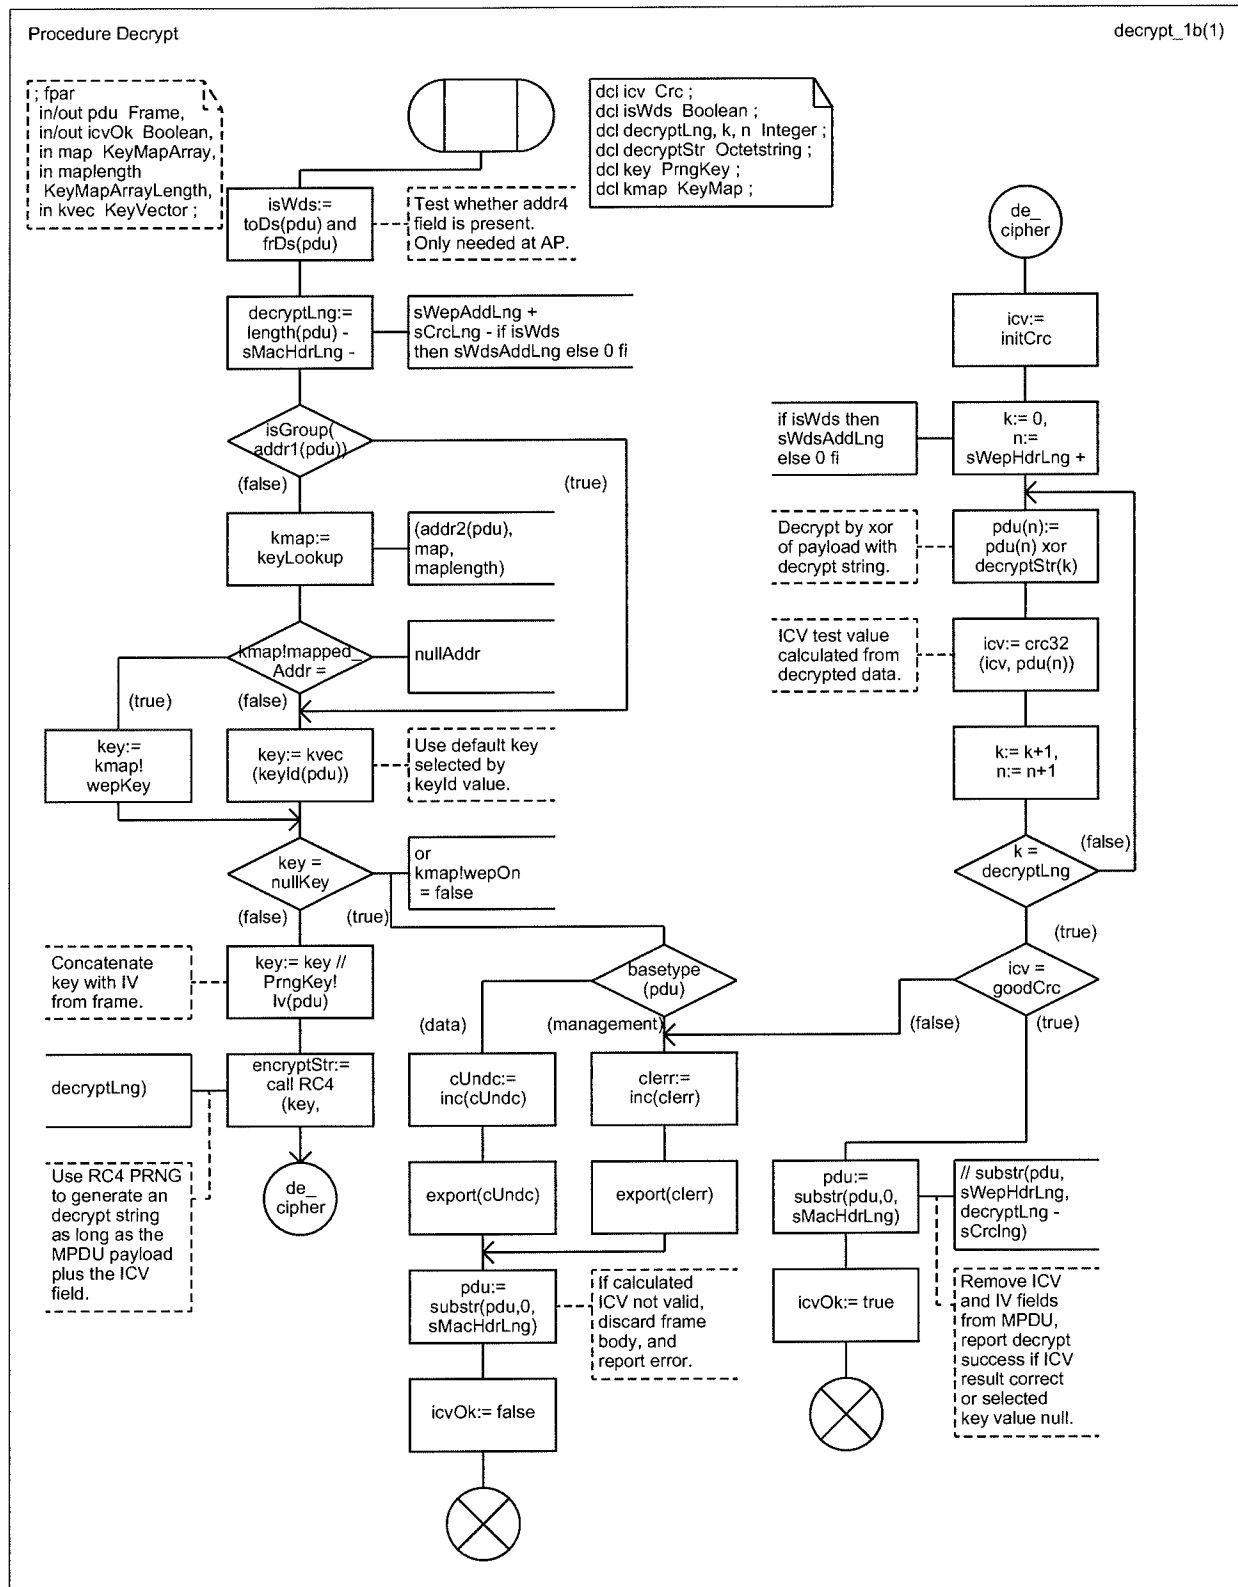 Procedure Decrypt
decrypt_1b(1)
; fpar
in/out pdu Frame,
in/out icvOk Boolean,
in map KeyMapArray,
in maplength
KeyMapArrayLength,
in kvec KeyVector ;
dcl icv Crc ;
dcl isWds Boolean ;
dcl decryptLng, k, n Integer ;
dcl decryptStr Octetstring ;
dcl key PrngKey ;
dcl kmap KeyMap ;
isWds:=
toDs(pdu) and
frDs(pdu)
Test whether addr4
field is present.
Only needed at AP.
decryptLng:=
length(pdu) -
sMacHdrLng -
sWepAddLng +
sCrcLng - if isWds
then sWdsAddLng else 0 fi
isGroup(
addr1(pdu))
(false)
(true)
kmap:=
keyLookup
(addr2(pdu),
map,
maplength)
kmap!mapped_
Addr =
nullAddr
(true)
(false)
key:=
kmap!
wepKey
key:= kvec
(keyId(pdu))
Use default key
selected by
keyId value.
key =
nullKey
or
kmap!wepOn
= false
(false)
(true)
Concatenate
key with IV
from frame.
key:= key //
PrngKey!
Iv(pdu)
decryptLng)
encryptStr:=
call RC4
(key,
Use RC4 PRNG
to generate an
decrypt string
as long as the
MPDU payload
plus the ICV
field.
de_
cipher
basetype
(pdu)
(data)
(management)
cUndc:=
inc(cUndc)
cIerr:=
inc(cIerr)
export(cUndc)
export(cIerr)
pdu:=
substr(pdu,0,
sMacHdrLng)
If calculated
ICV not valid,
discard frame
body, and
report error.
icvOk:= false
de_
cipher
icv:=
initCrc
if isWds then
sWdsAddLng
else 0 fi
k:= 0,
n:=
sWepHdrLng +
Decrypt by xor
of payload with
decrypt string.
pdu(n):=
pdu(n) xor
decryptStr(k)
ICV test value
calculated from
decrypted data.
icv:= crc32
(icv, pdu(n))
k:= k+1,
n:= n+1
k =
decryptLng
(false)
(true)
icv =
goodCrc
(false)
(true)
pdu:=
substr(pdu,0,
sMacHdrLng)
// substr(pdu,
sWepHdrLng,
decryptLng -
sCrclng)
icvOk:= true
Remove ICV
and IV fields
from MPDU,
report decrypt
success if ICV
result correct
or selected
key value null.